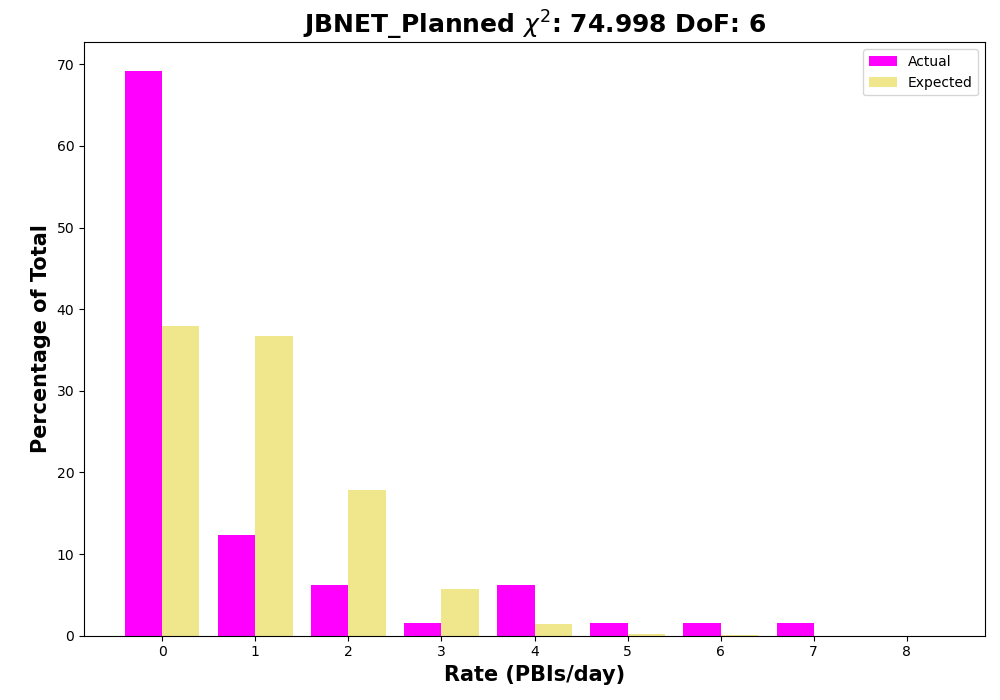 JBNET_Planned χ²: 74.998 DoF: 6
Actual
Expected
70
60
50
40
30
20
10
0
Percentage of Total
0 1 2 3 4 5 6 7 8
Rate (PBIs/day)